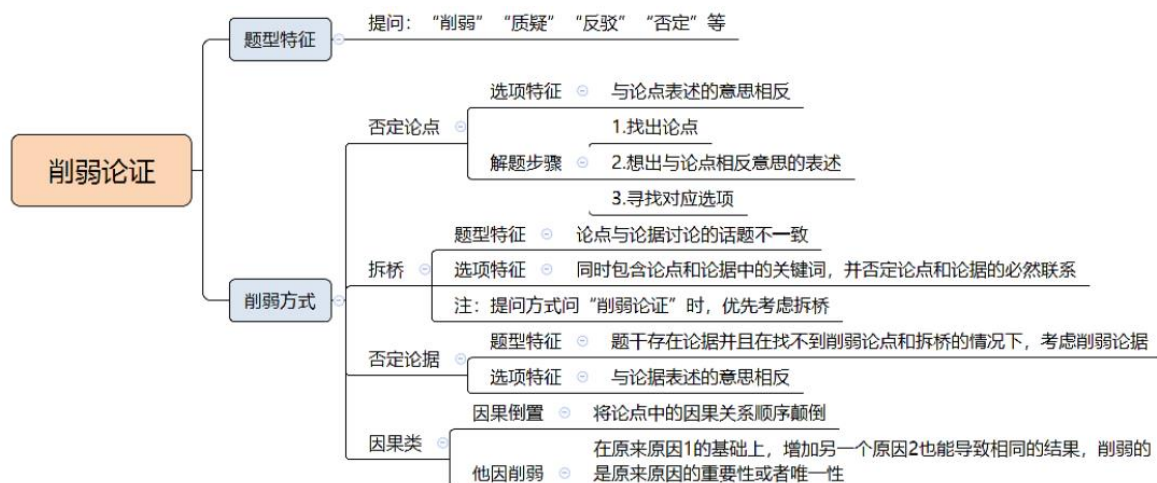 削弱论证
题型特征
提问：“削弱”“质疑”“反驳”“否定”等
削弱方式
否定论点
选项特征
与论点表述的意思相反
解题步骤
1.找出论点
2.想出与论点相反意思的表述
3.寻找对应选项
拆桥
题型特征
论点与论据讨论的话题不一致
选项特征
同时包含论点和论据中的关键词，并否定论点和论据的必然联系
注：提问方式问“削弱论证”时，优先考虑拆桥
否定论据
题型特征
题干存在论据并且在找不到削弱论点和拆桥的情况下，考虑削弱论据
选项特征
与论据表述的意思相反
因果类
因果倒置
将论点中的因果关系顺序颠倒
他因削弱
在原来原因1的基础上，增加另一个原因2也能导致相同的结果，削弱的
是原来原因的重要性或者唯一性